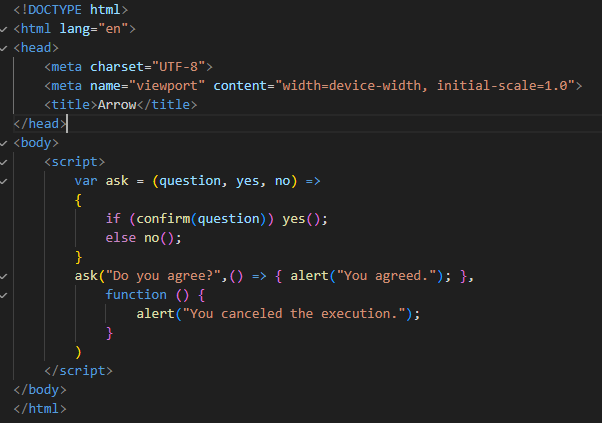 <!DOCTYPE html>
<html lang="en">
<head>
    <meta charset="UTF-8">
    <meta name="viewport" content="width=device-width, initial-scale=1.0">
    <title>Arrow</title>
</head>
<body>
    <script>
        var ask = (question, yes, no) =>
        {
            if (confirm(question)) yes();
            else no();
        }
        ask("Do you agree?",() => { alert("You agreed."); },
            function () {
                alert("You canceled the execution.");
            }
        )
    </script>
</body>
</html>